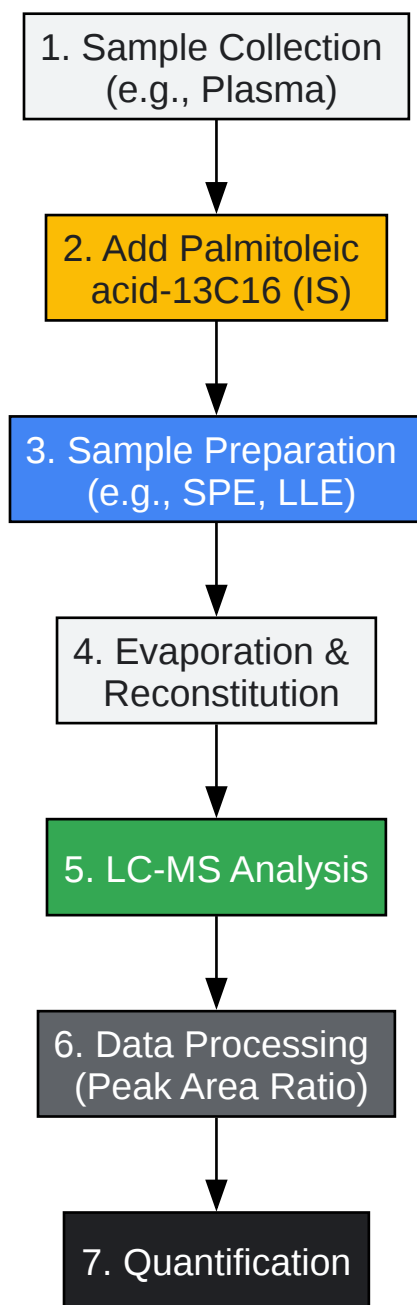 1. Sample Collection
(e.g., Plasma)
2. Add Palmitoleic
acid-13C16 (IS)
3. Sample Preparation
(e.g., SPE, LLE)
4. Evaporation &
Reconstitution
5. LC-MS Analysis
6. Data Processing
(Peak Area Ratio)
7. Quantification